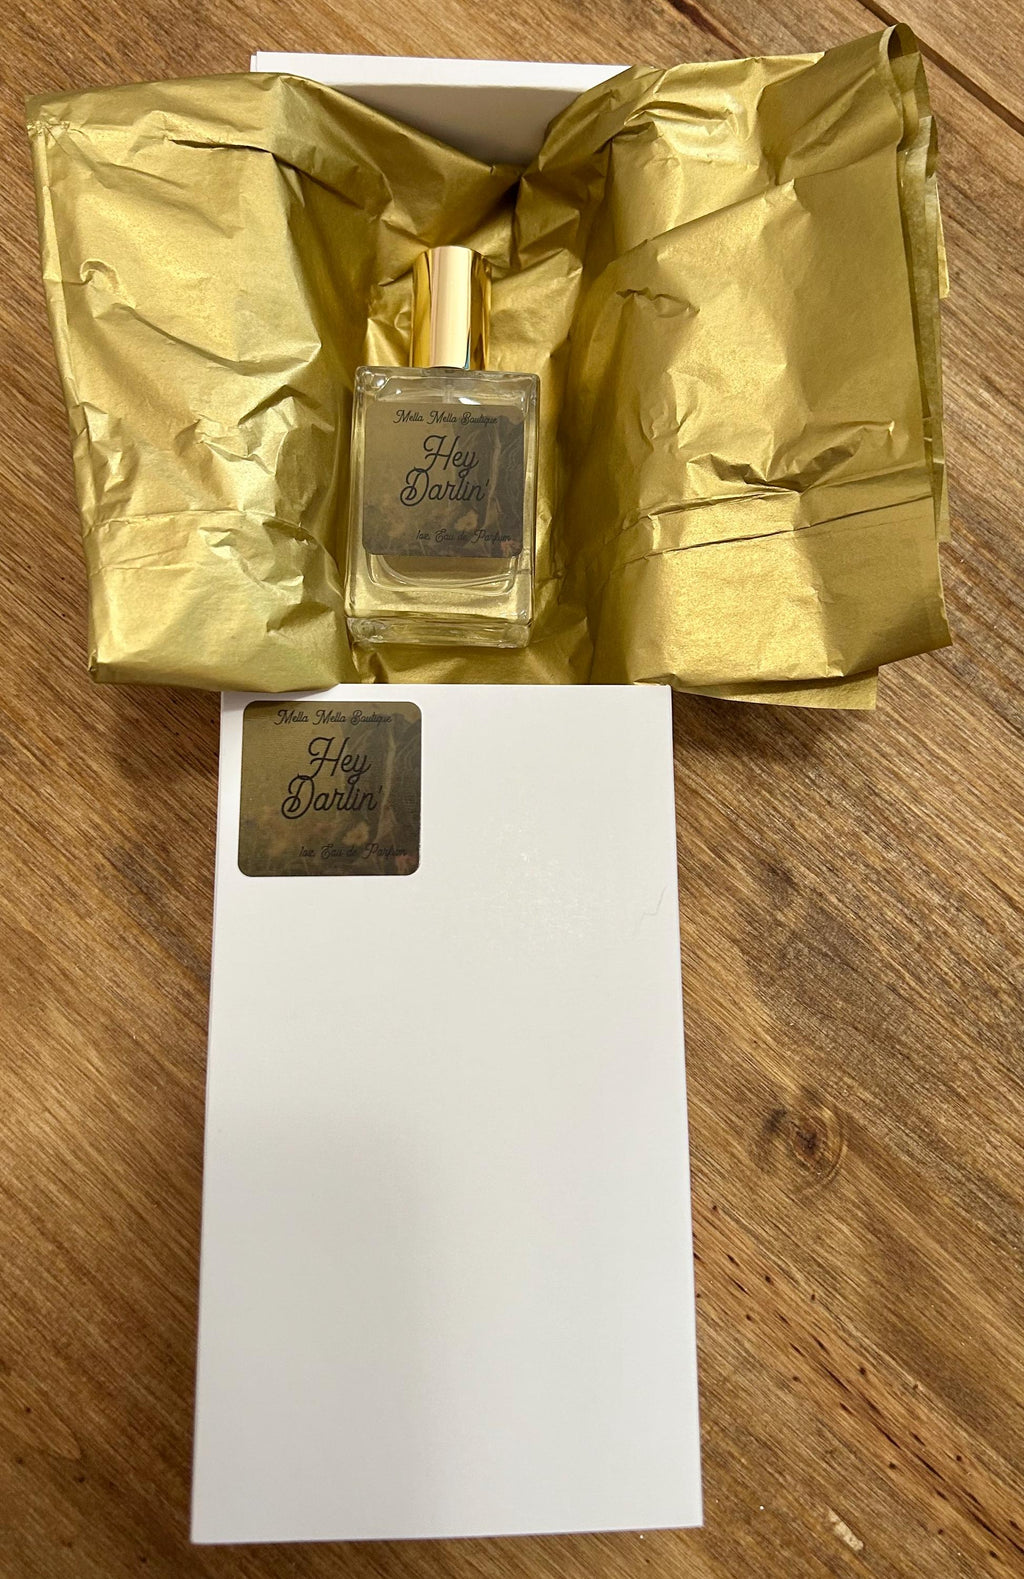 Mella Mella Boutique
Hey
Darlin'
1oz. Eau de Parfum
Mella Mella Boutique
Hey
Darlin'
1oz. Eau de Parfum